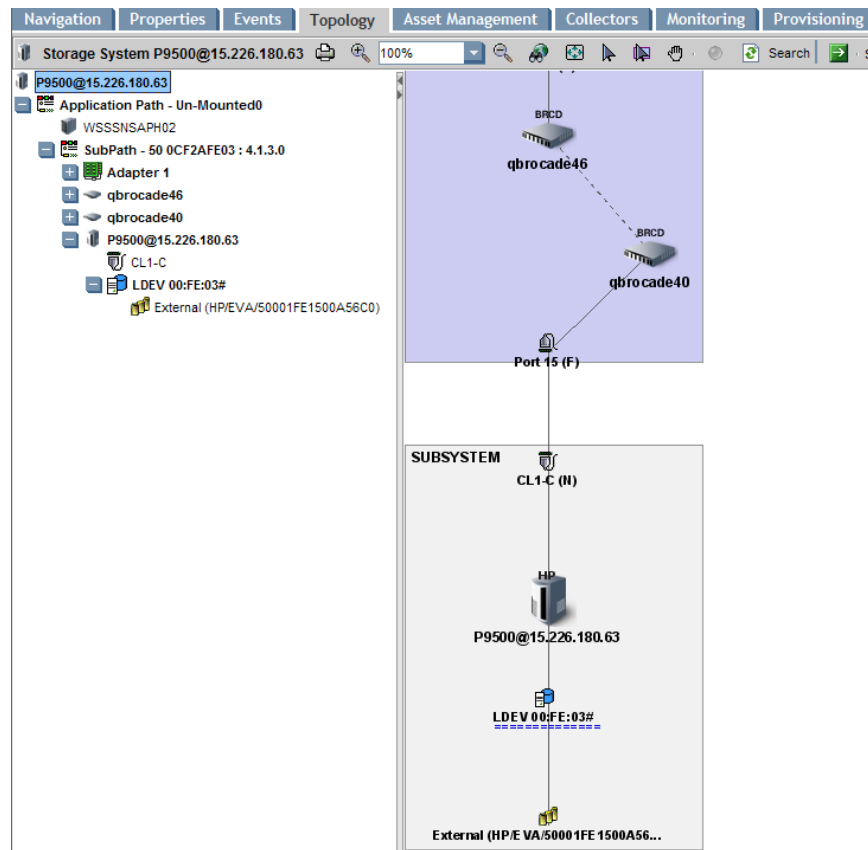 Navigation Properties Events Topology Asset Management Collectors Monitoring Provisioning
Storage System P9500@15.226.180.63 100% Search
P9500@15.226.180.63
Application Path - Un-Mounted0
WSSSNSAPH02
SubPath - 50 0CF2AFE03 : 4.1.3.0
Adapter 1
qbrocade46
qbrocade40
P9500@15.226.180.63
CL1-C
LDEV 00:FE:03#
External (HP/EVA/50001FE1500A56C0)
BRCD
qbrocade46
BRCD
qbrocade40
Port 15 (F)
SUBSYSTEM
CL1-C (N)
HP
P9500@15.226.180.63
LDEV 00:FE:03#
External (HP/EVA/50001FE1500A56...